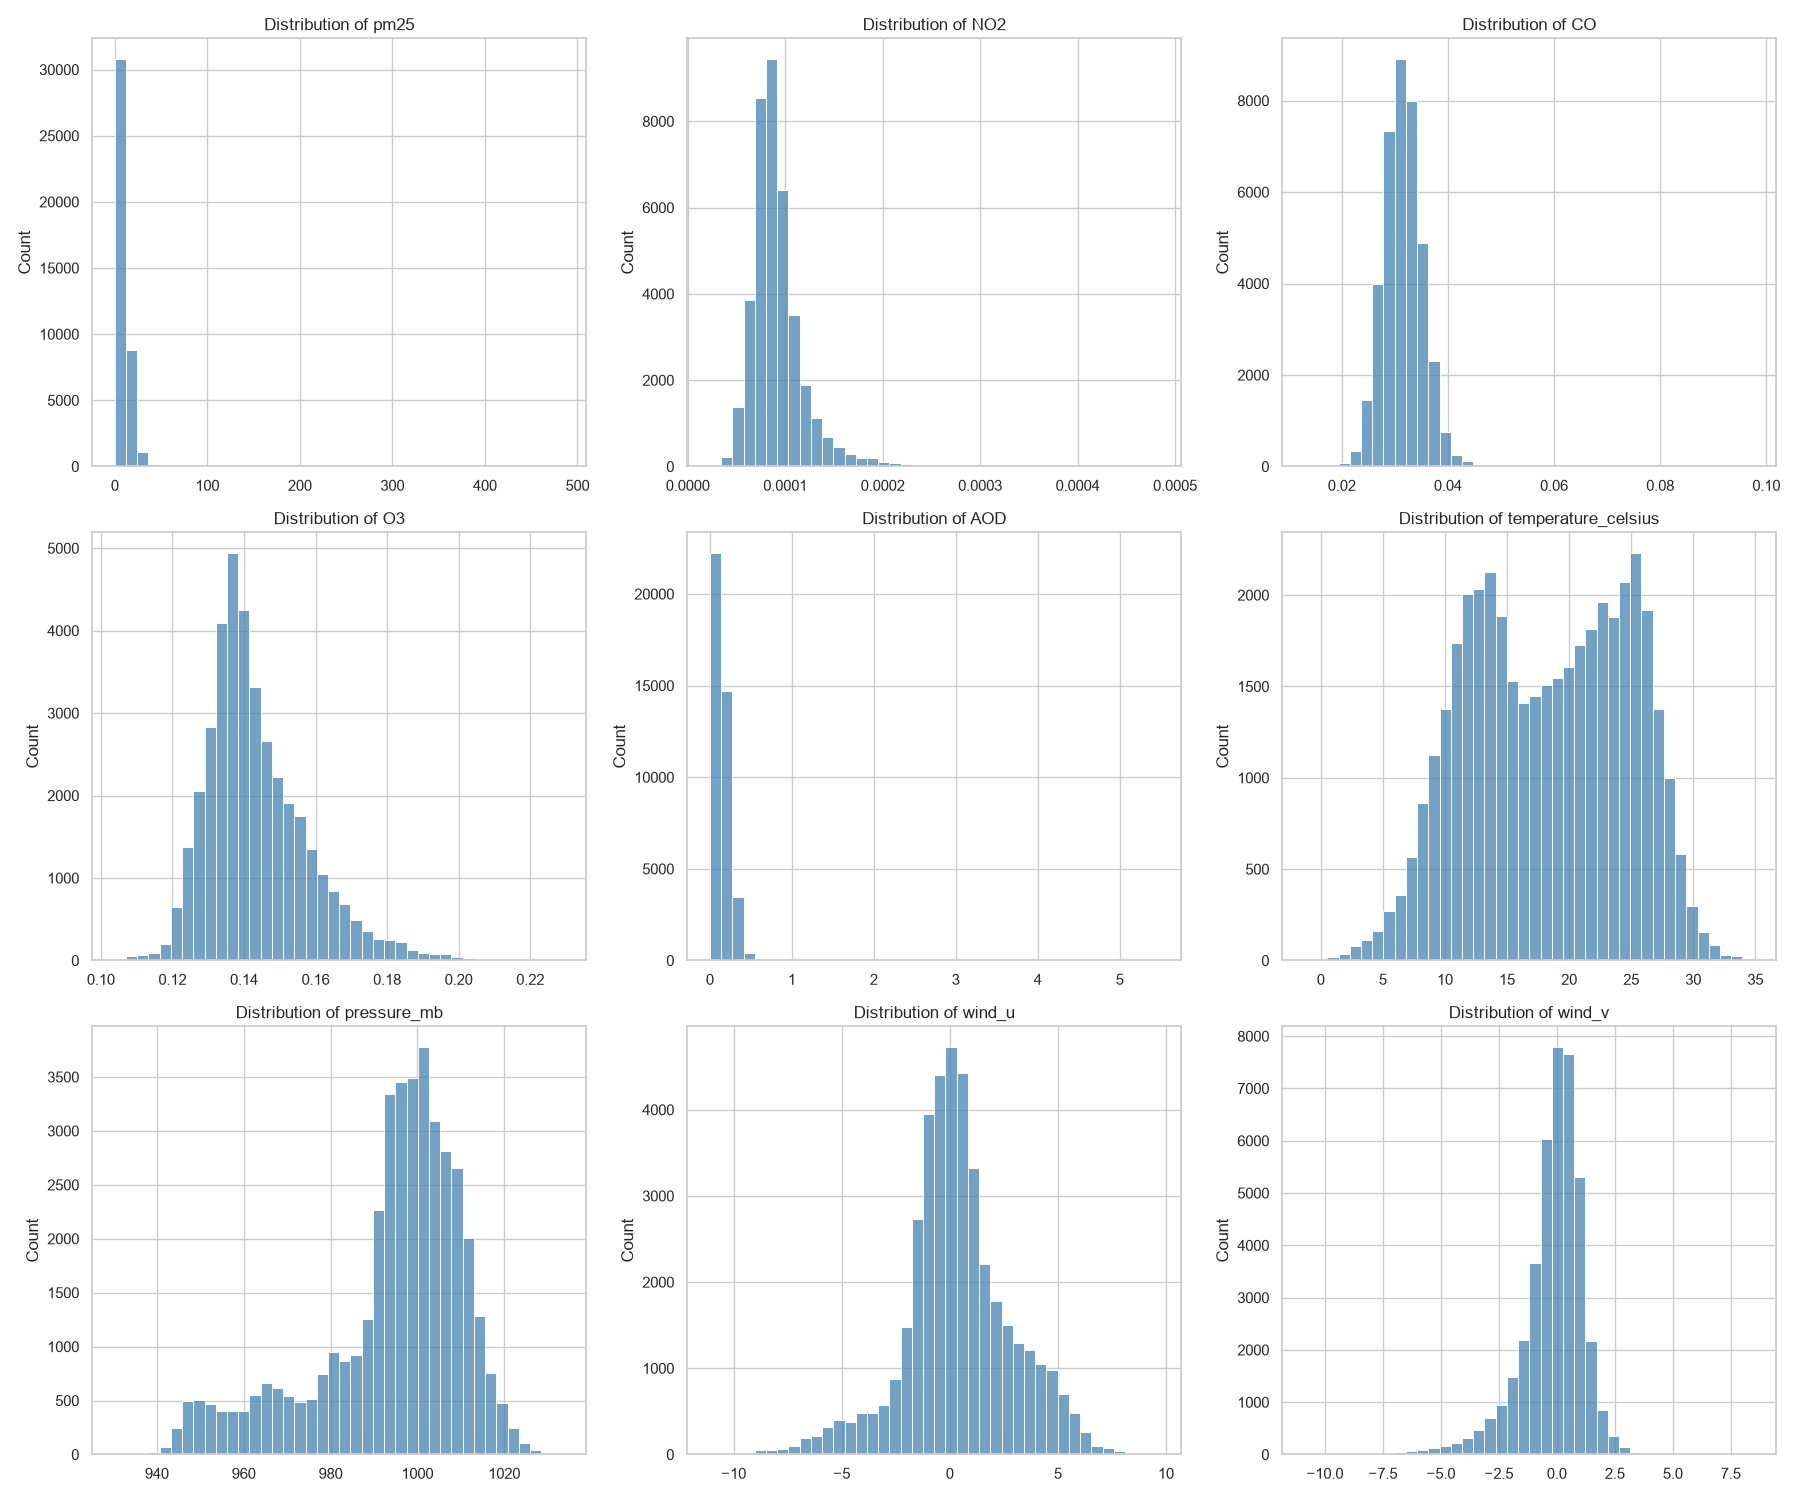 Distribution of pm25
Count
30000
25000
20000
15000
10000
5000
0
0 100 200 300 400 500
Distribution of NO2
Count
8000
6000
4000
2000
0
0.0000 0.0001 0.0002 0.0003 0.0004 0.0005
Distribution of CO
Count
8000
6000
4000
2000
0
0.02 0.04 0.06 0.08 0.10
Distribution of O3
Count
5000
4000
3000
2000
1000
0
0.10 0.12 0.14 0.16 0.18 0.20 0.22
Distribution of AOD
Count
20000
15000
10000
5000
0
0 1 2 3 4 5
Distribution of temperature_celsius
Count
2000
1500
1000
500
0
0 5 10 15 20 25 30 35
Distribution of pressure_mb
Count
3500
3000
2500
2000
1500
1000
500
0
940 960 980 1000 1020
Distribution of wind_u
Count
4000
3000
2000
1000
0
−10 −5 0 5 10
Distribution of wind_v
Count
8000
7000
6000
5000
4000
3000
2000
1000
0
−10.0 −7.5 −5.0 −2.5 0.0 2.5 5.0 7.5